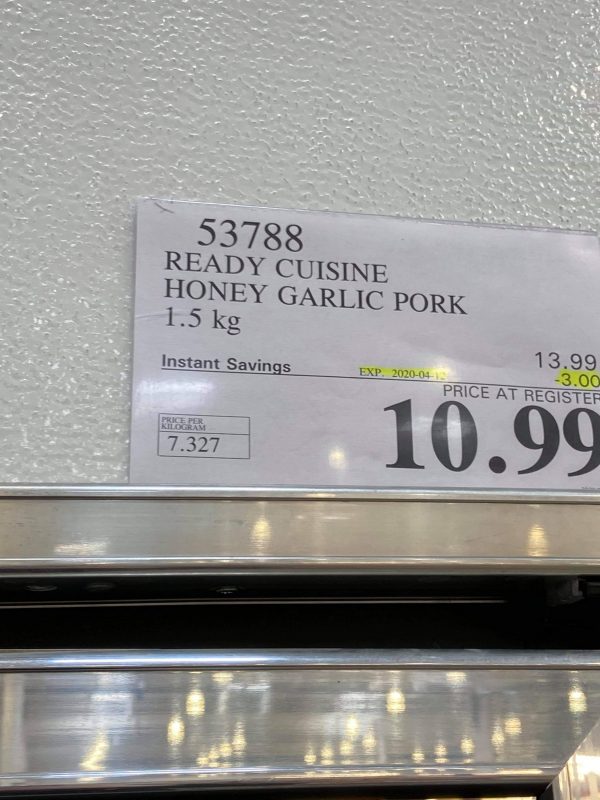 53788
READY CUISINE
HONEY GARLIC PORK
1.5 kg
13.99
Instant Savings EXP. 2020-04-12 -3.00
PRICE AT REGISTER
PRICE PER
KILOGRAM
7.327
10.99